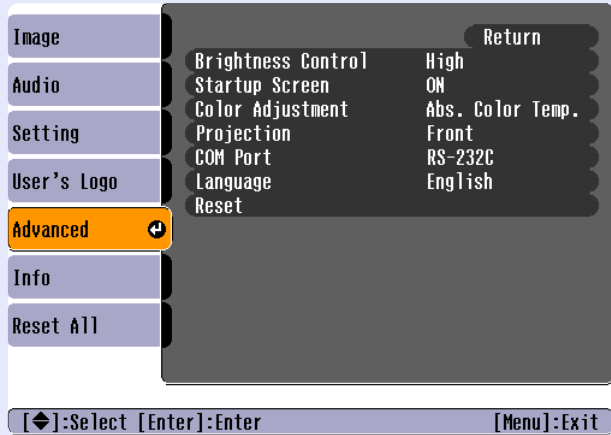 Image
Audio
Setting
User's Logo
Advanced
Info
Reset All
Return
Brightness Control High
Startup Screen ON
Color Adjustment Abs. Color Temp.
Projection Front
COM Port RS-232C
Language English
Reset
[◆]:Select [Enter]:Enter [Menu]:Exit